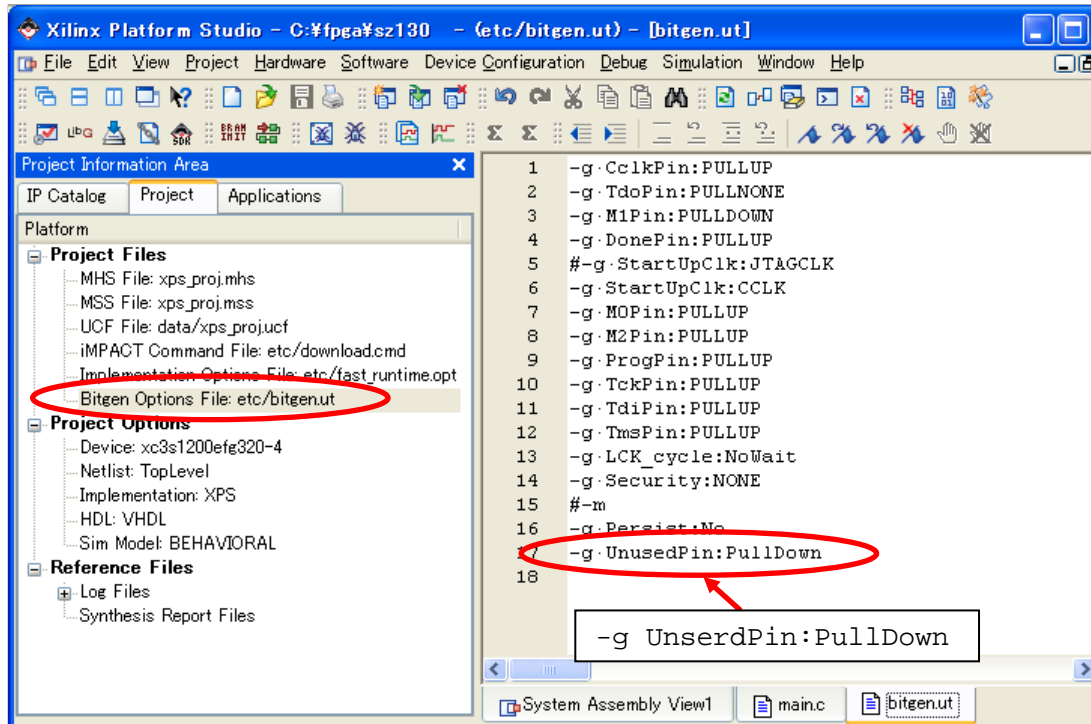 Xilinx Platform Studio - C:¥fpga¥sz130 - (etc/bitgen.ut) - [bitgen.ut]
File Edit View Project Hardware Software Device Configuration Debug Simulation Window Help
Project Information Area
IP Catalog Project Applications
Platform
Project Files
MHS File: xps_proj.mhs
MSS File: xps_proj.mss
UCF File: data/xps_proj.ucf
iMPACT Command File: etc/download.cmd
Implementation Options File: etc/fast_runtime.opt
Bitgen Options File: etc/bitgen.ut
Project Options
Device: xc3s1200efg320-4
Netlist: TopLevel
Implementation: XPS
HDL: VHDL
Sim Model: BEHAVIORAL
Reference Files
Log Files
Synthesis Report Files
1 -g·CclkPin:PULLUP
2 -g·TdoPin:PULLNONE
3 -g·M1Pin:PULLDOWN
4 -g·DonePin:PULLUP
5 #-g·StartUpClk:JTAGCLK
6 -g·StartUpClk:CCLK
7 -g·M0Pin:PULLUP
8 -g·M2Pin:PULLUP
9 -g·ProgPin:PULLUP
10 -g·TckPin:PULLUP
11 -g·TdiPin:PULLUP
12 -g·TmsPin:PULLUP
13 -g·LCK_cycle:NoWait
14 -g·Security:NONE
15 #-m
16 -g·Persist:No
17 -g·UnusedPin:PullDown
18
-g UnserdPin:PullDown
System Assembly View1 main.c bitgen.ut